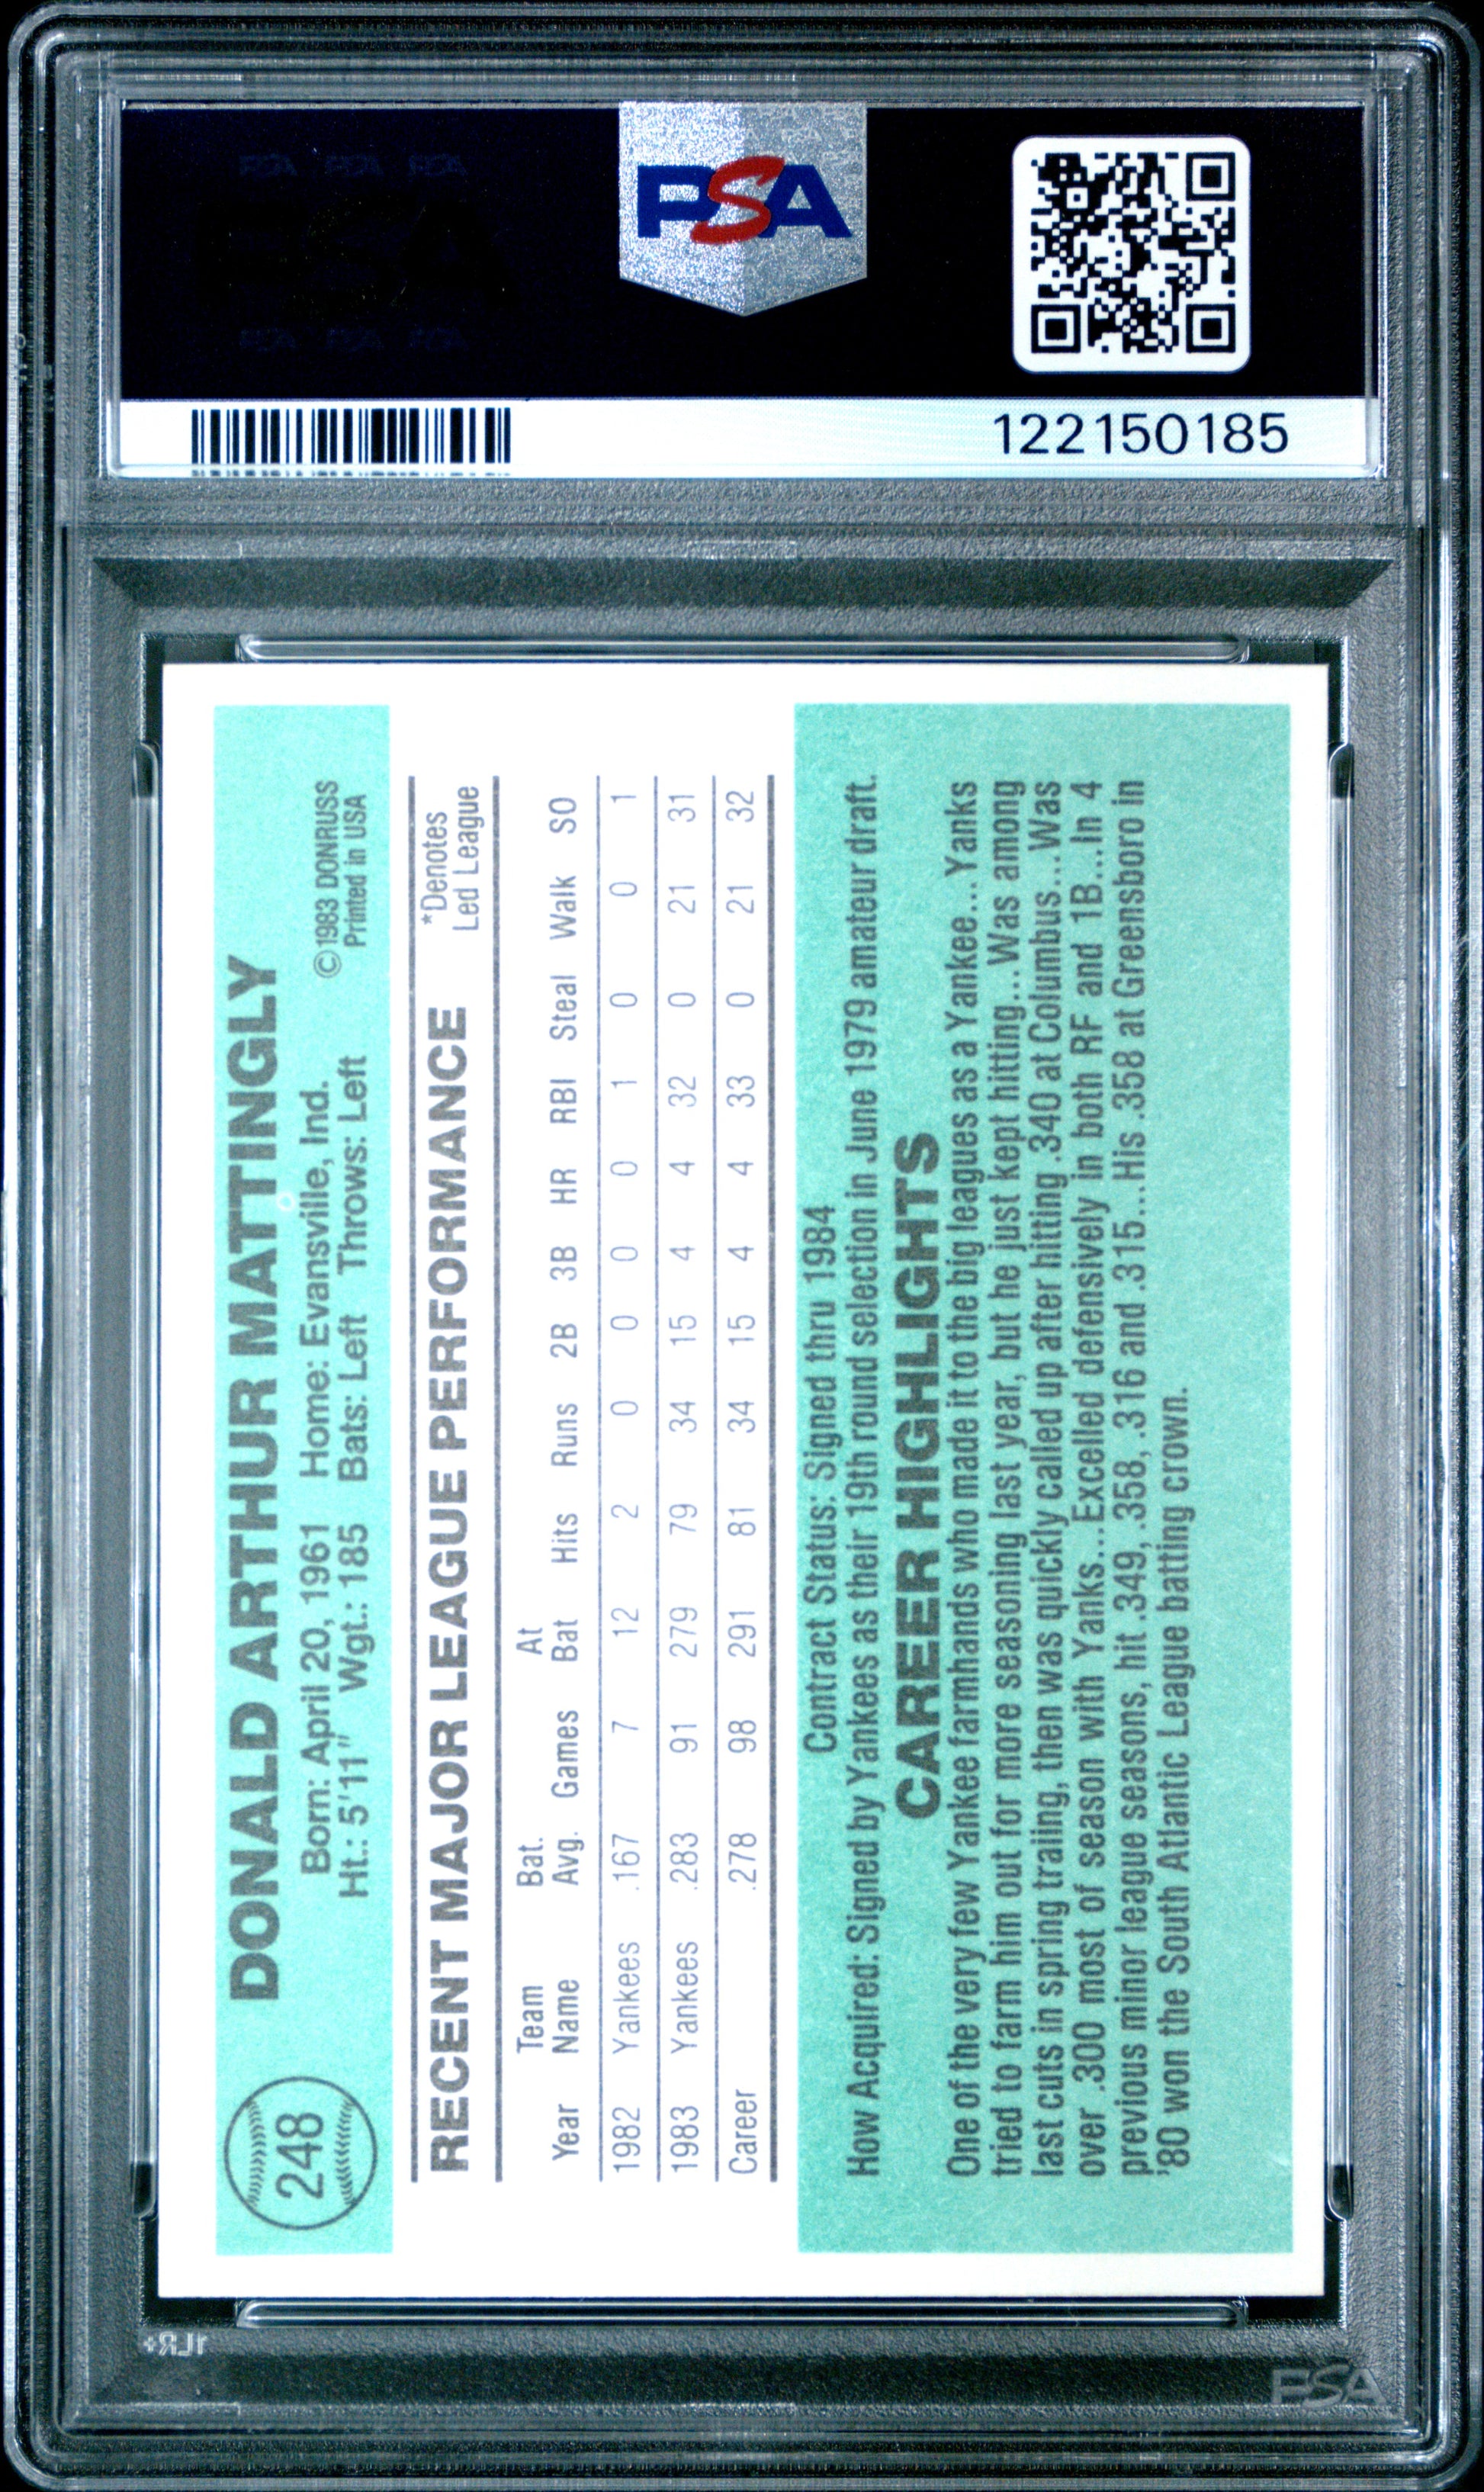 PSA
122150185
248
DONALD ARTHUR MATTINGLY
Born: April 20, 1961 Home: Evansville, Ind. ©1983 DONRUSS
Ht.: 5'11" Wgt.: 185 Bats: Left Throws: Left Printed in USA
RECENT MAJOR LEAGUE PERFORMANCE
*Denotes
Led League
Team Bat. At
Year Name Avg. Games Bat Hits Runs 2B 3B HR RBI Steal Walk SO
1982 Yankees .167 7 12 2 0 0 0 0 1 0 0 1
1983 Yankees .283 91 279 79 34 15 4 4 32 0 21 31
Career .278 98 291 81 34 15 4 4 33 0 21 32
Contract Status: Signed thru 1984
How Acquired: Signed by Yankees as their 19th round selection in June 1979 amateur draft.
CAREER HIGHLIGHTS
One of the very few Yankee farmhands who made it to the big leagues as a Yankee...Yanks
tried to farm him out for more seasoning last year, but he just kept hitting...Was among
last cuts in spring traiing, then was quickly called up after hitting .340 at Columbus...Was
over .300 most of season with Yanks...Excelled defensively in both RF and 1B...In 4
previous minor league seasons, hit .349, .358, .316 and .315...His .358 at Greensboro in
'80 won the South Atlantic League batting crown.
PSA